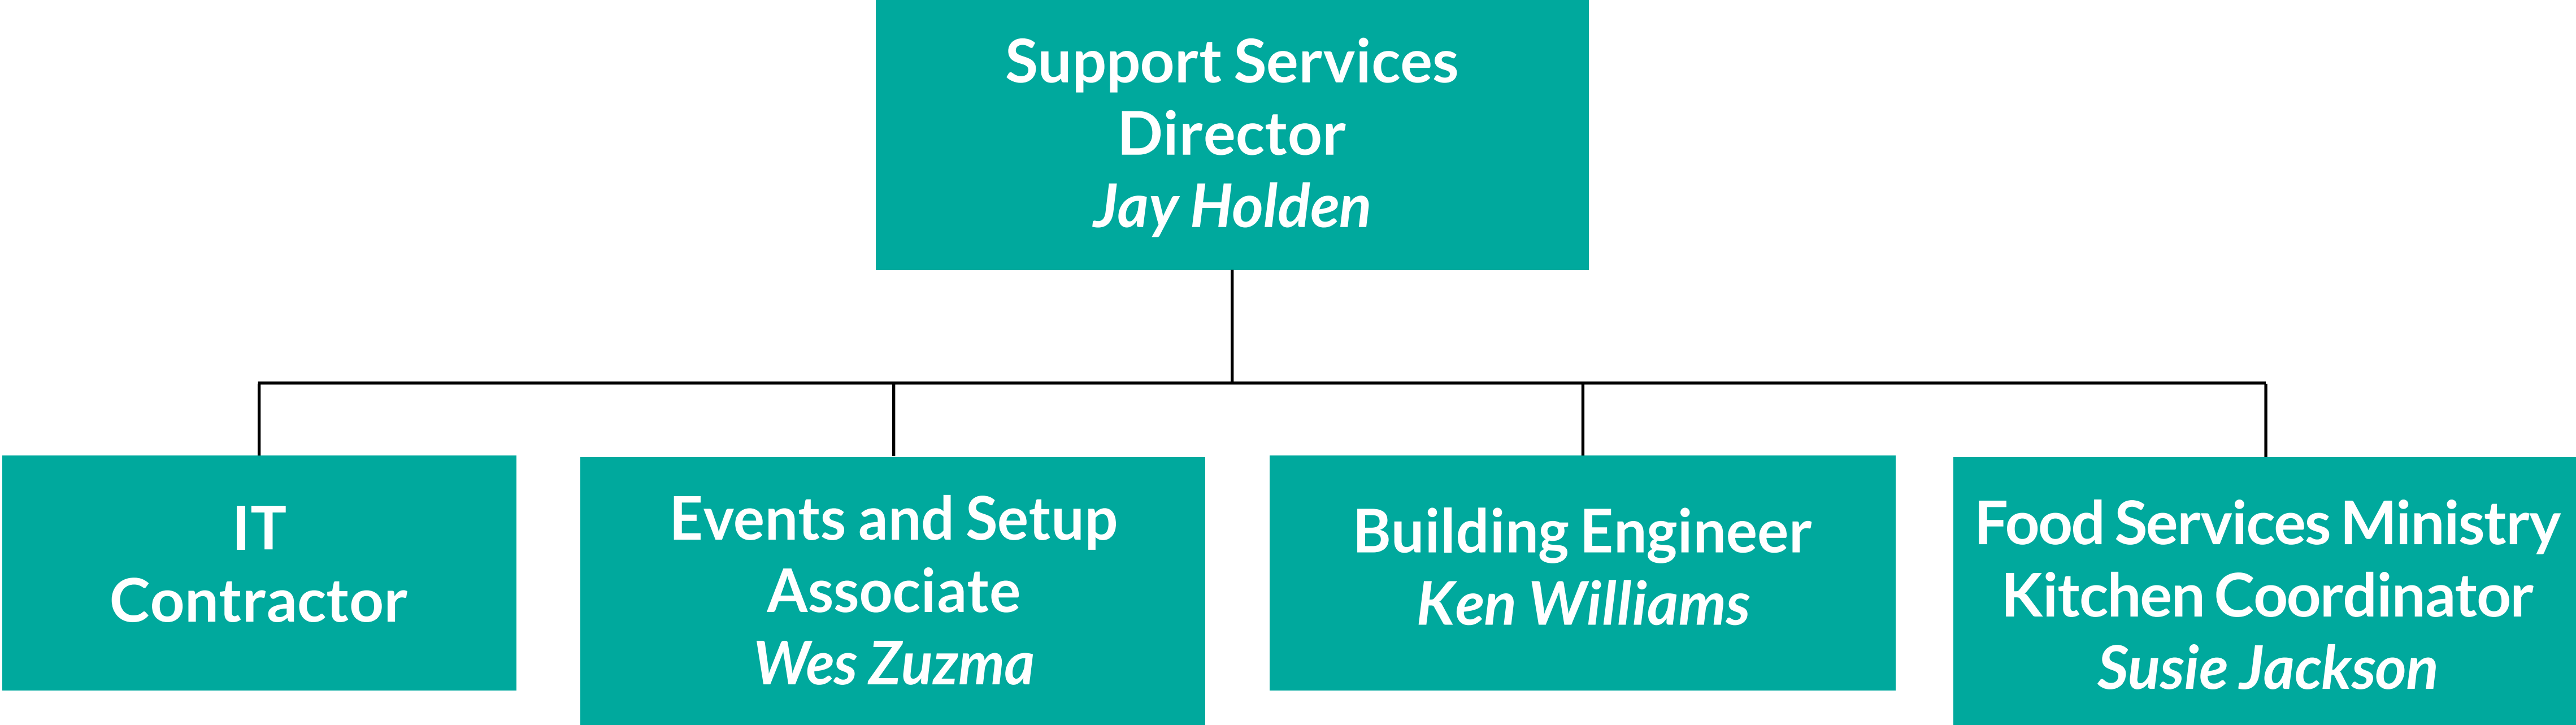 Support Services
Director
Jay Holden
IT
Contractor
Events and Setup
Associate
Wes Zuzma
Building Engineer
Ken Williams
Food Services Ministry
Kitchen Coordinator
Susie Jackson